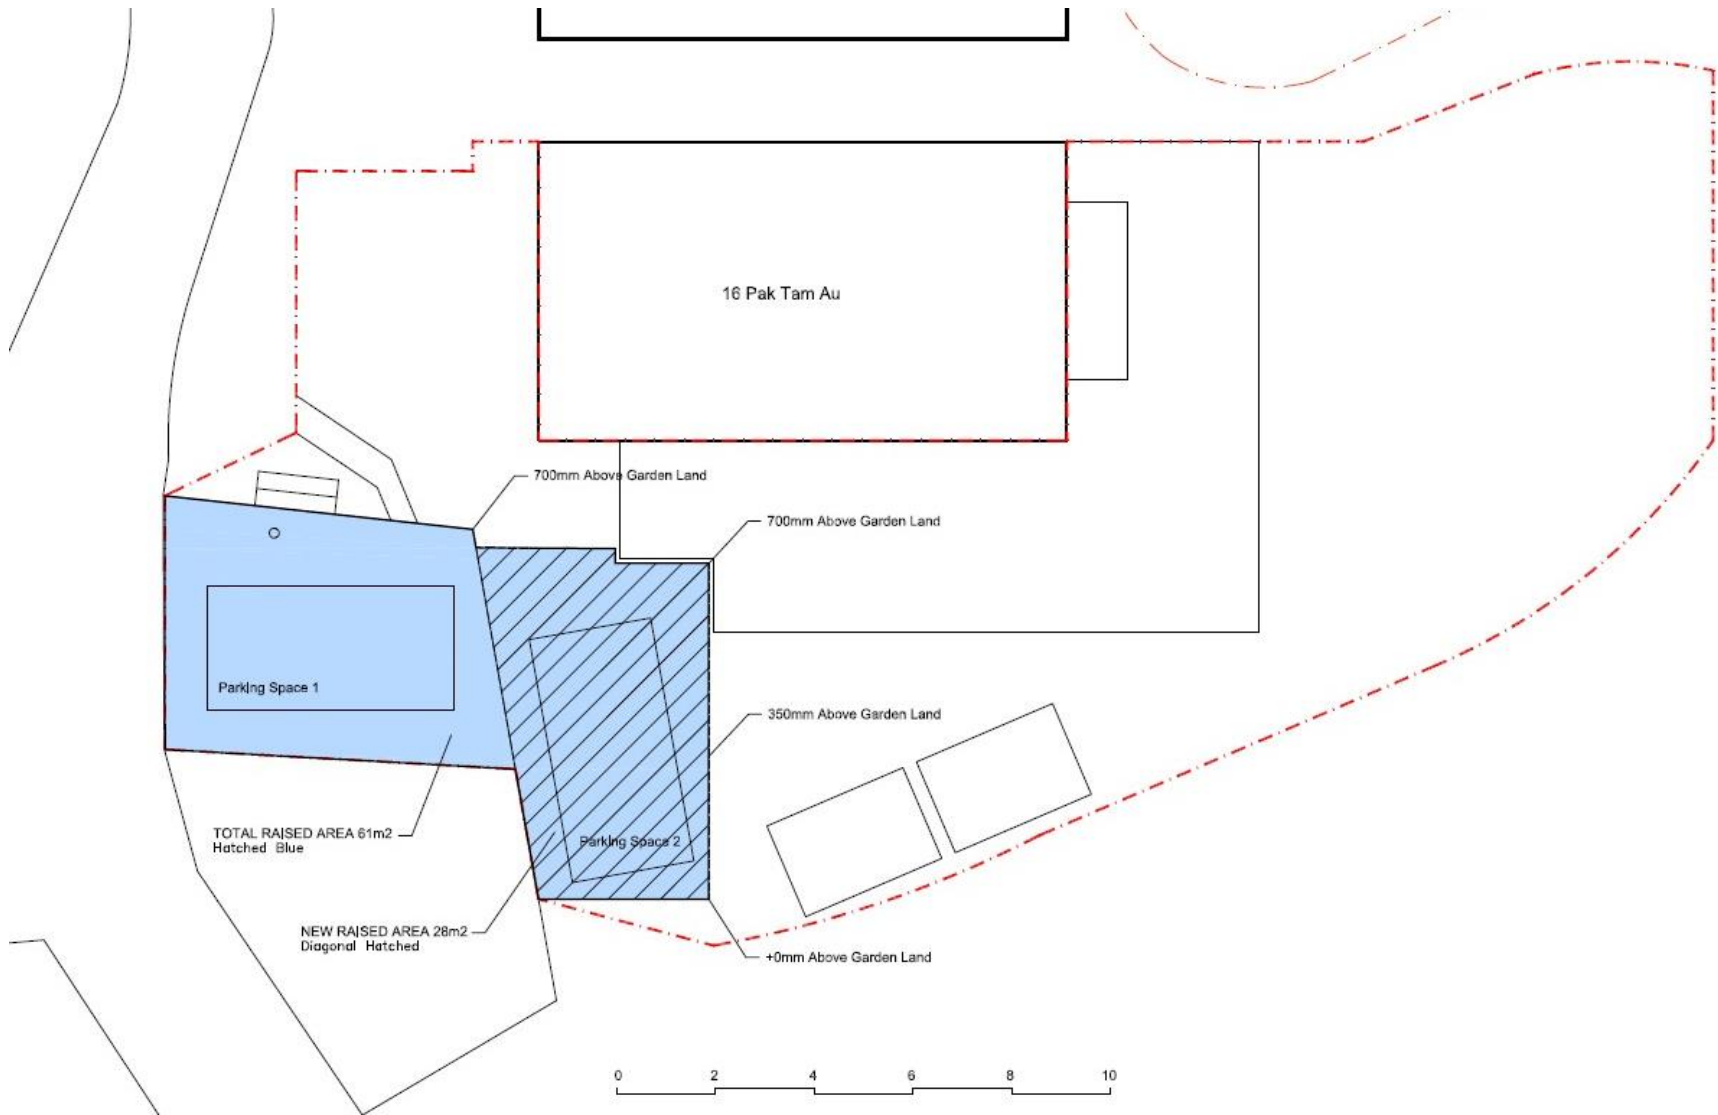 16 Pak Tam Au
700mm Above Garden Land
700mm Above Garden Land
Parking Space 1
350mm Above Garden Land
TOTAL RAISED AREA 61m2
Hatched Blue
Parking Space 2
NEW RAISED AREA 28m2
Diagonal Hatched
+0mm Above Garden Land
0 2 4 6 8 10